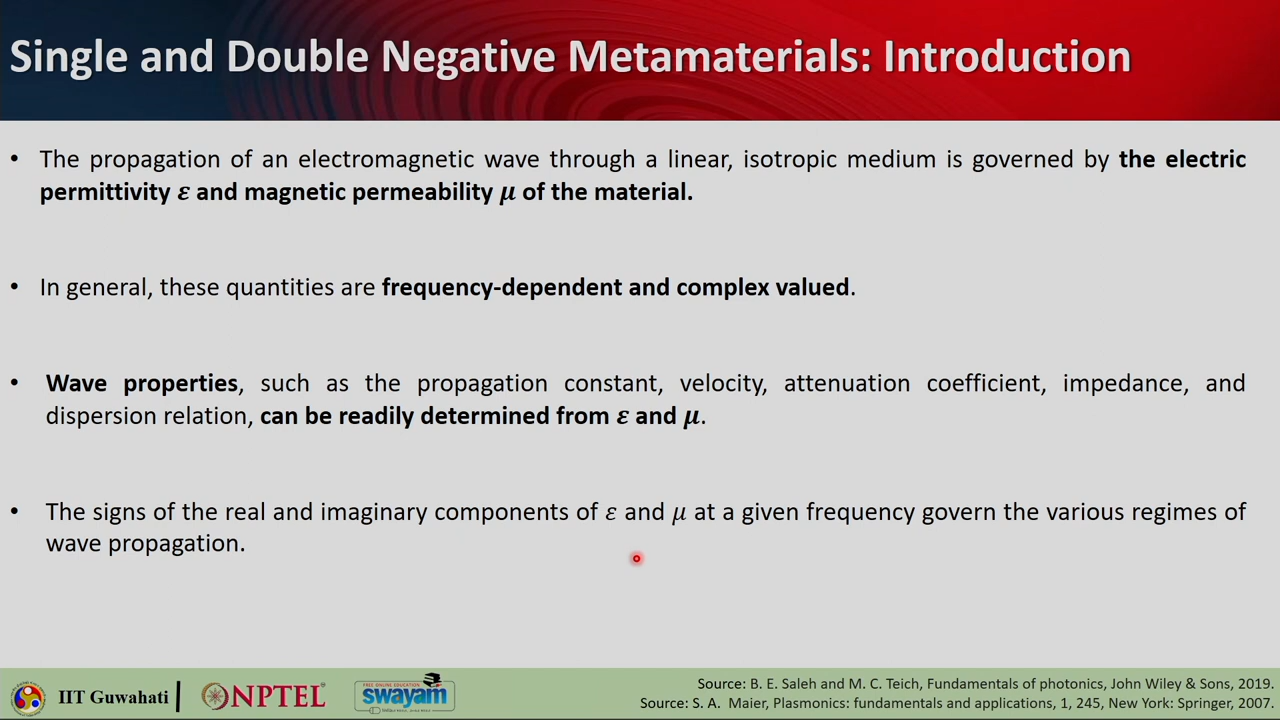 Single and Double Negative Metamaterials: Introduction
• The propagation of an electromagnetic wave through a linear, isotropic medium is governed by the electric
permittivity ε and magnetic permeability μ of the material.
• In general, these quantities are frequency-dependent and complex valued.
• Wave properties, such as the propagation constant, velocity, attenuation coefficient, impedance, and
dispersion relation, can be readily determined from ε and μ.
• The signs of the real and imaginary components of ε and μ at a given frequency govern the various regimes of
wave propagation.
IIT Guwahati
NPTEL
FREE ONLINE EDUCATION
swayam
Source: B. E. Saleh and M. C. Teich, Fundamentals of photonics, John Wiley & Sons, 2019.
Source: S. A. Maier, Plasmonics: fundamentals and applications, 1, 245, New York: Springer, 2007.